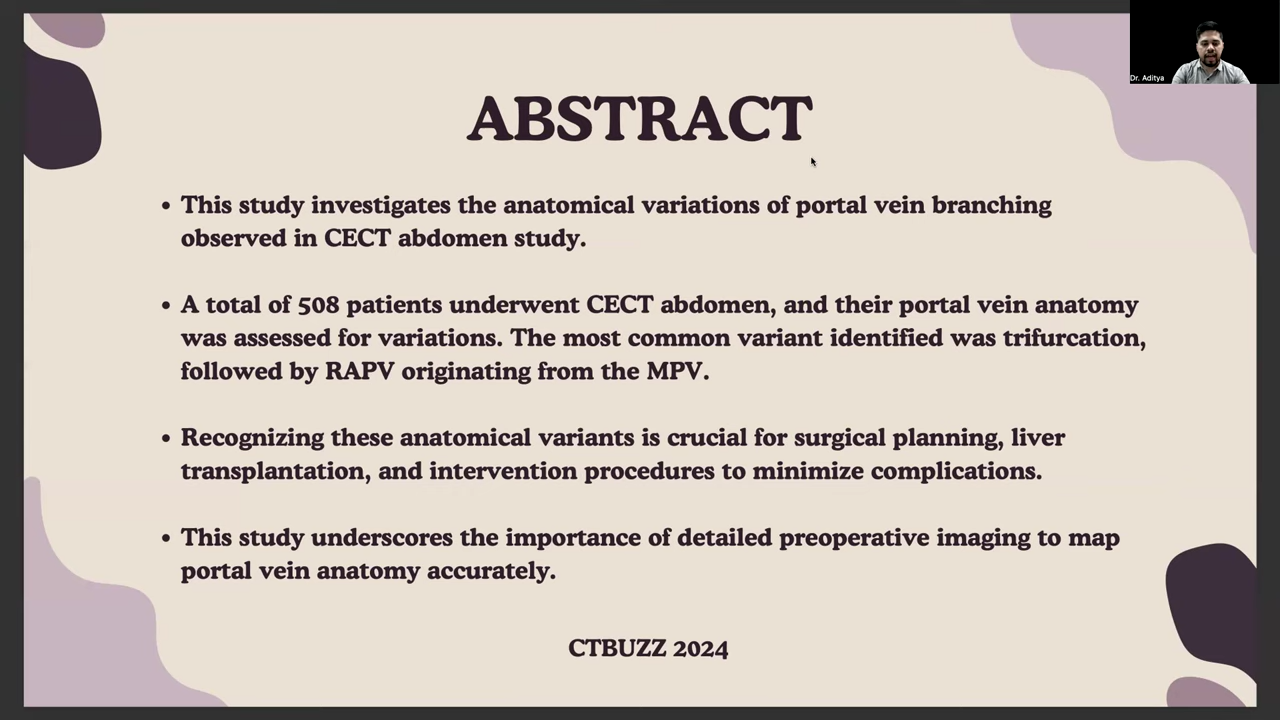 Dr. Aditya
ABSTRACT
• This study investigates the anatomical variations of portal vein branching
observed in CECT abdomen study.
• A total of 508 patients underwent CECT abdomen, and their portal vein anatomy
was assessed for variations. The most common variant identified was trifurcation,
followed by RAPV originating from the MPV.
• Recognizing these anatomical variants is crucial for surgical planning, liver
transplantation, and intervention procedures to minimize complications.
• This study underscores the importance of detailed preoperative imaging to map
portal vein anatomy accurately.
CTBUZZ 2024